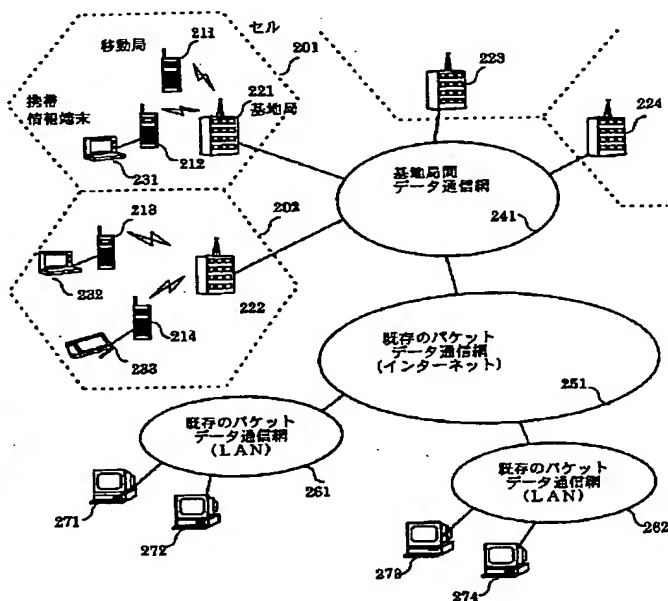 211
セル
移動局
201
221
基地局
携帯
情報端末
212
231
223
224
基地局間
データ通信網
241
213
202
232
222
214
233
既存のパケット
データ通信網
(インターネット)
251
既存のパケット
データ通信網
(LAN)
261
既存のパケット
データ通信網
(LAN)
262
271
272
273
274